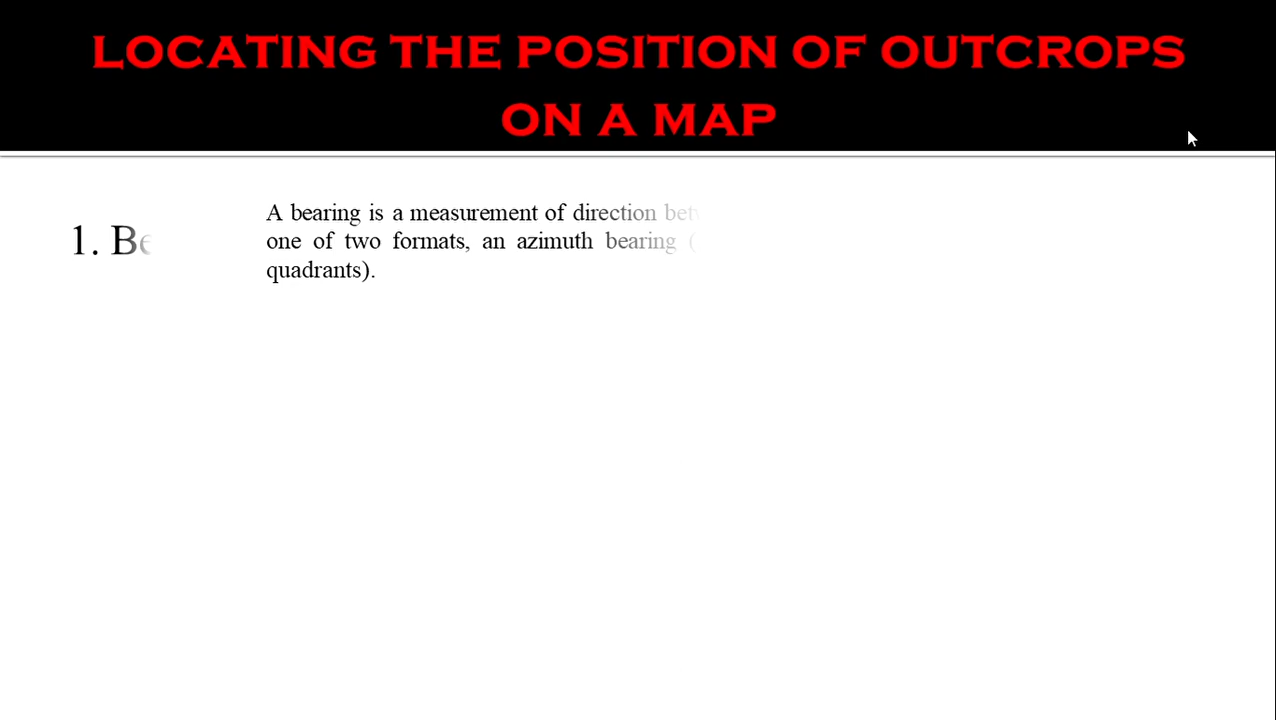 LOCATING THE POSITION OF OUTCROPS
ON A MAP
1.
A bearing is a measurement of direction
one of two formats, an azimuth bearing (
quadrants).